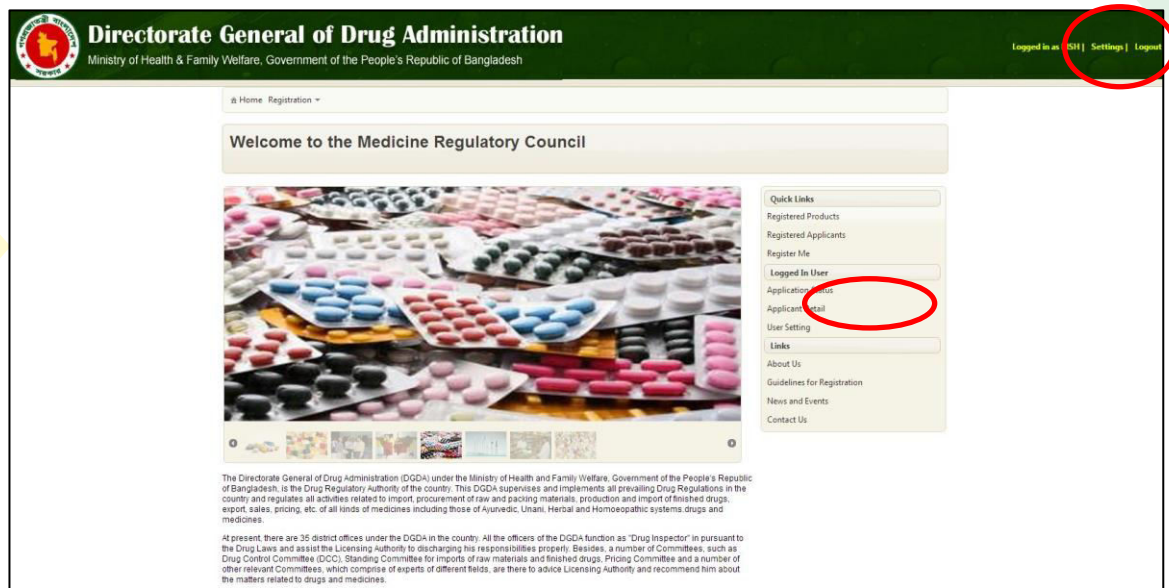 Directorate General of Drug Administration
Ministry of Health & Family Welfare, Government of the People's Republic of Bangladesh
Logged in as MSH | Settings | Logout
Home Registration
Welcome to the Medicine Regulatory Council
Quick Links
Registered Products
Registered Applicants
Register Me
Logged In User
Application Status
Applicant Detail
User Setting
Links
About Us
Guidelines for Registration
News and Events
Contact Us
The Directorate General of Drug Administration (DGDA) under the Ministry of Health and Family Welfare, Government of the People's Republic
of Bangladesh, is the Drug Regulatory Authority of the country. This DGDA supervises and implements all prevailing Drug Regulations in the
country and regulates all activities related to import, procurement of raw and packing materials, production and import of finished drugs,
export, sales, pricing, etc. of all kinds of medicines including those of Ayurvedic, Unani, Herbal and Homoeopathic systems.drugs and
medicines.
At present, there are 35 district offices under the DGDA in the country. All the officers of the DGDA function as "Drug Inspector" in pursuant to
the Drug Laws and assist the Licensing Authority to discharging his responsibilities properly. Besides, a number of Committees, such as
Drug Control Committee (DCC), Standing Committee for imports of raw materials and finished drugs, Pricing Committee and a number of
other relevant Committees, which comprise of experts of different fields, are there to advice Licensing Authority and recommend him about
the matters related to drugs and medicines.